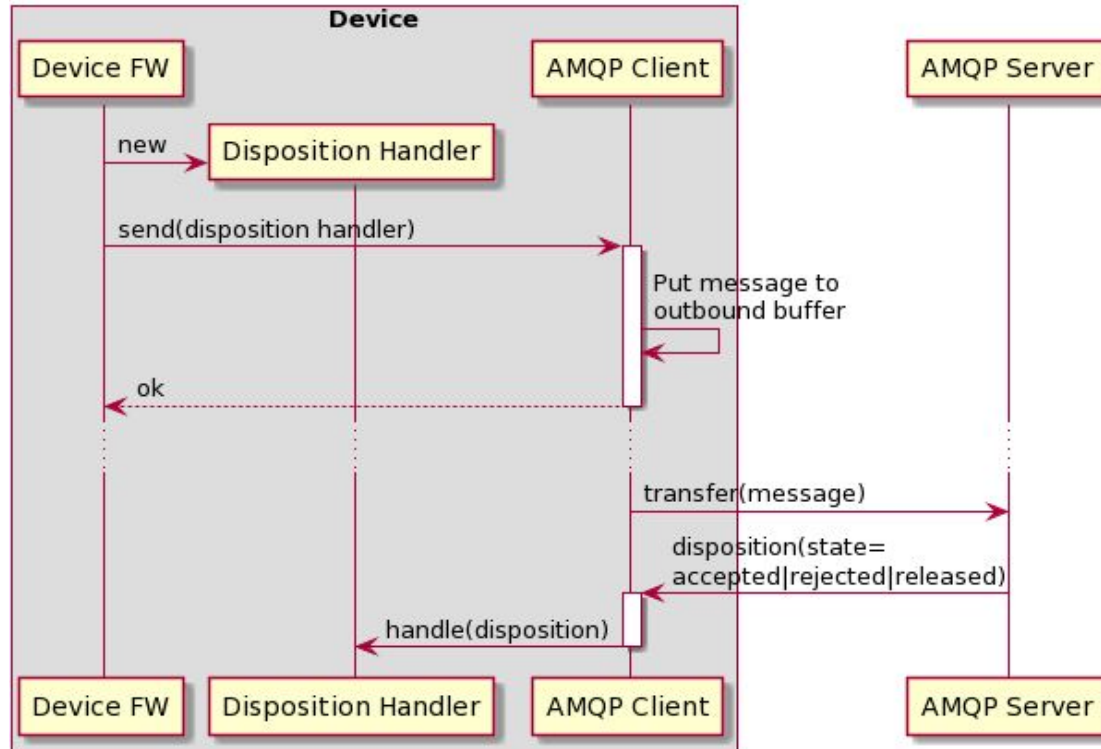 Device
Device FW
AMQP Client
AMQP Server
new
Disposition Handler
send(disposition handler)
Put message to
outbound buffer
ok
transfer(message)
disposition(state=
accepted|rejected|released)
handle(disposition)
Device FW
Disposition Handler
AMQP Client
AMQP Server